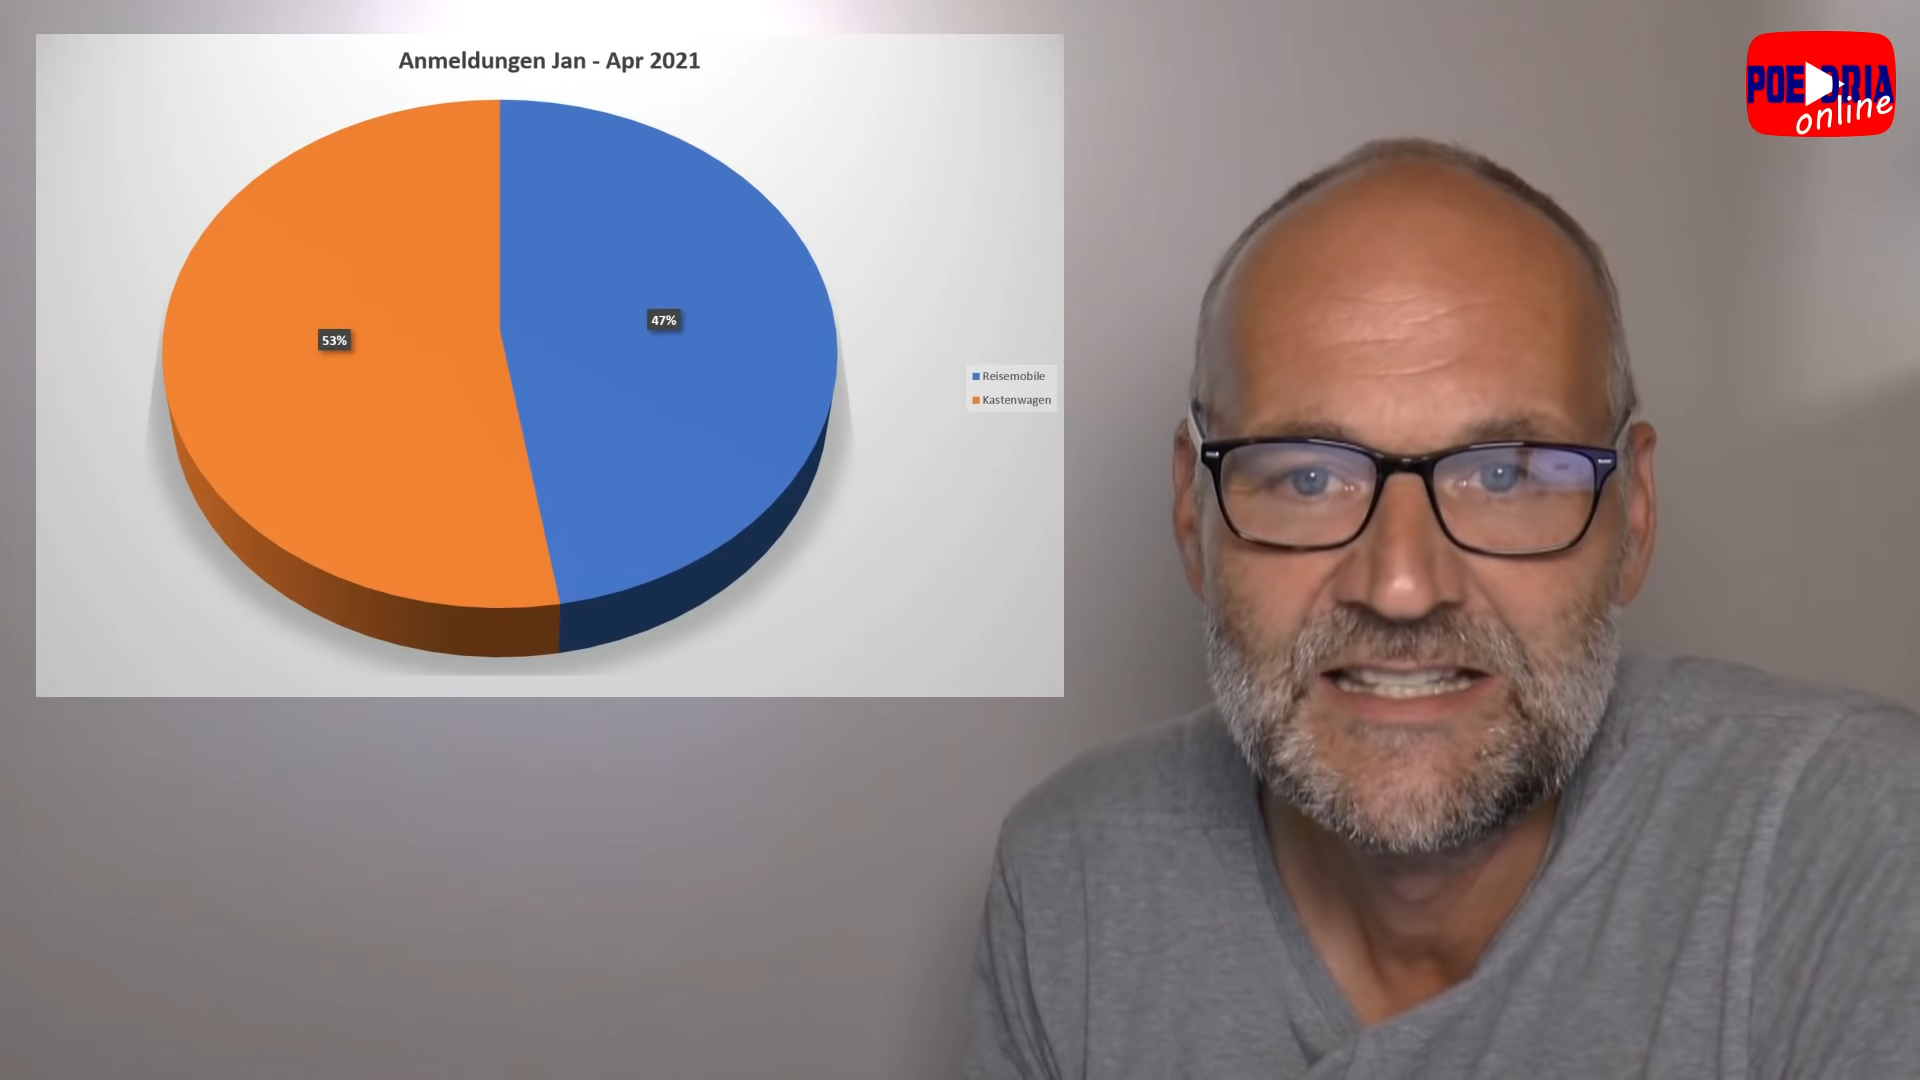 Anmeldungen Jan - Apr 2021
53%
47%
Reisemobile
Kastenwagen
online